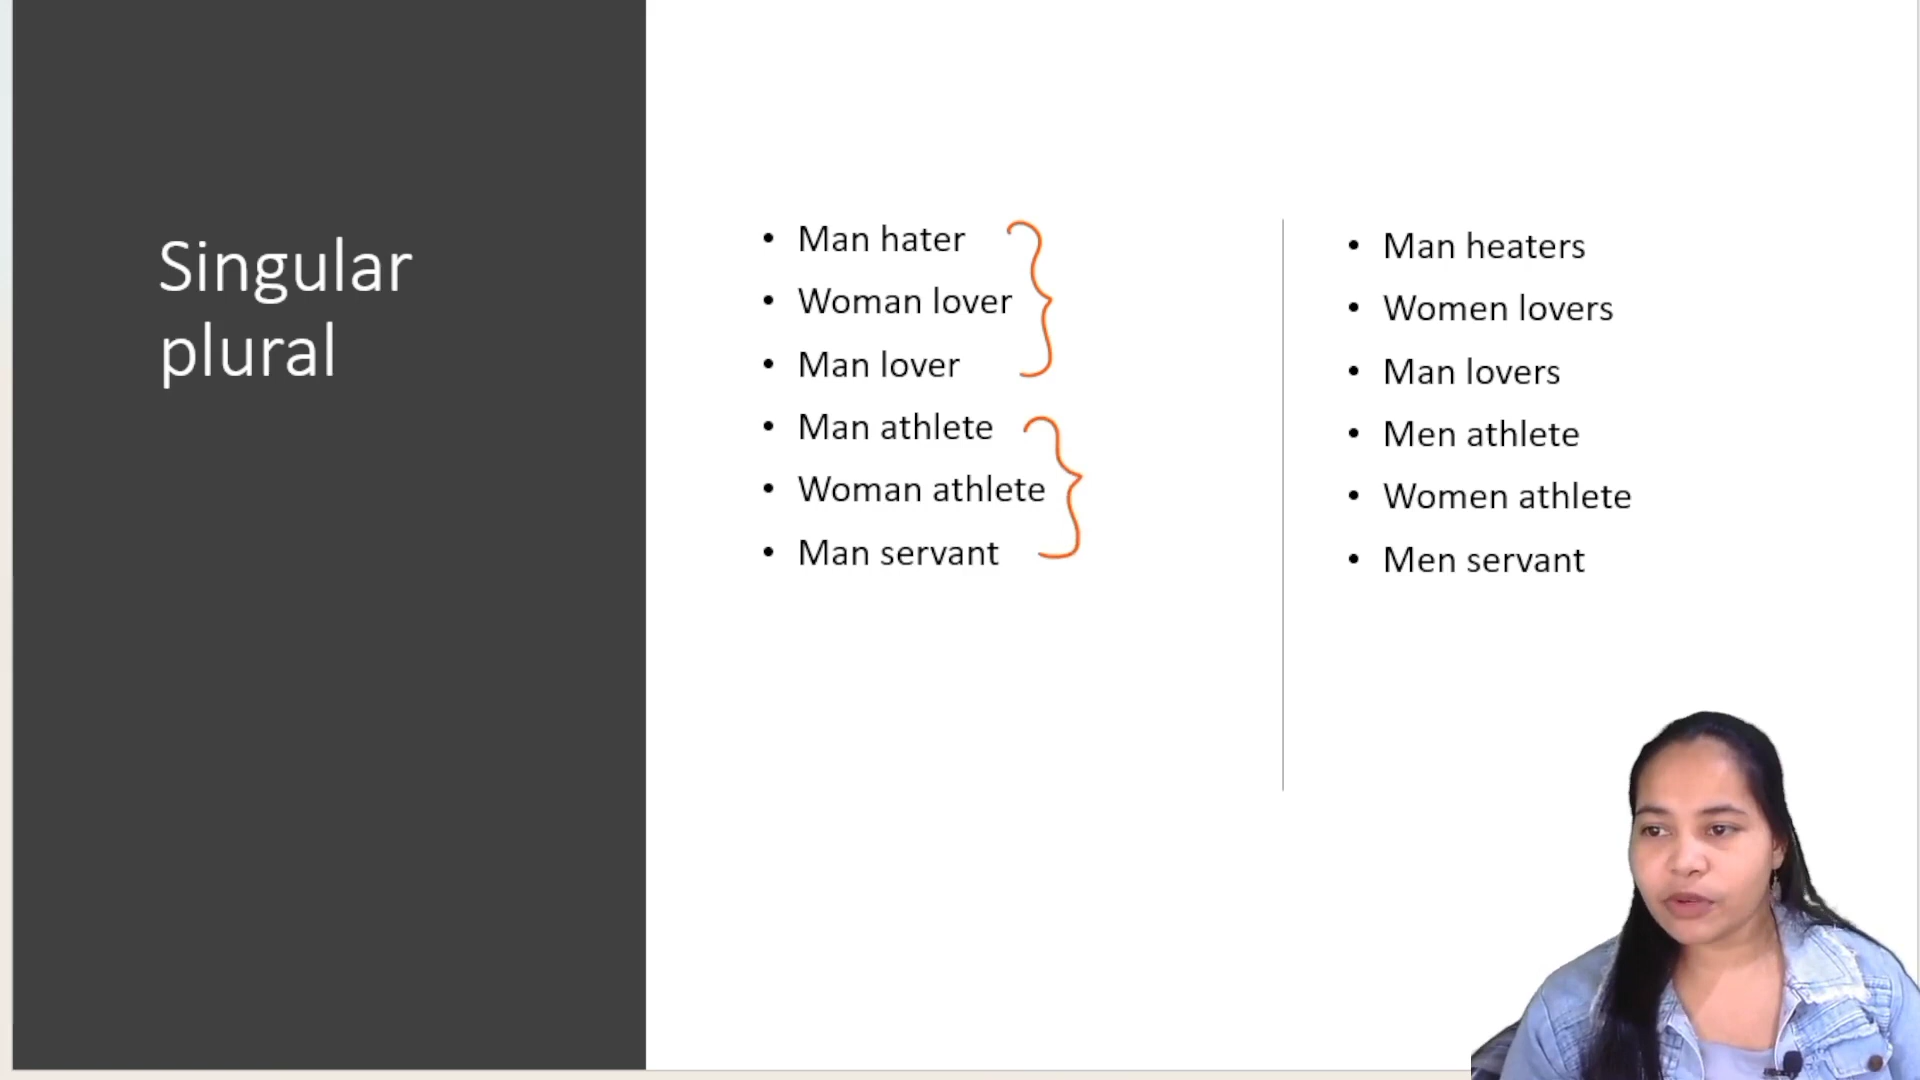 Singular
plural
• Man hater
• Woman lover
• Man lover
• Man athlete
• Woman athlete
• Man servant
• Man heaters
• Women lovers
• Man lovers
• Men athlete
• Women athlete
• Men servant